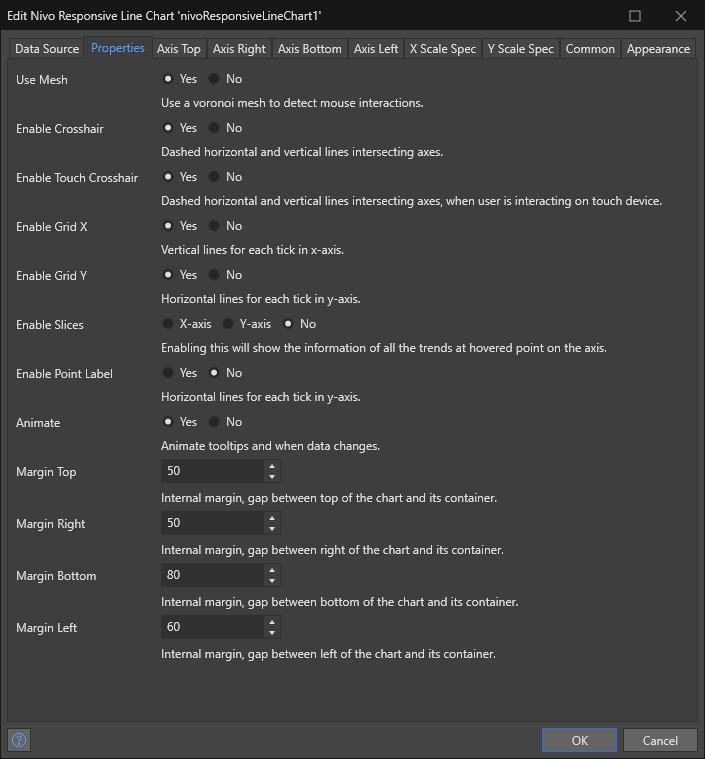 Edit Nivo Responsive Line Chart 'nivoResponsiveLineChart1'
Data Source Properties Axis Top Axis Right Axis Bottom Axis Left X Scale Spec Y Scale Spec Common Appearance
Use Mesh Yes No
Use a voronoi mesh to detect mouse interactions.
Enable Crosshair Yes No
Dashed horizontal and vertical lines intersecting axes.
Enable Touch Crosshair Yes No
Dashed horizontal and vertical lines intersecting axes, when user is interacting on touch device.
Enable Grid X Yes No
Vertical lines for each tick in x-axis.
Enable Grid Y Yes No
Horizontal lines for each tick in y-axis.
Enable Slices X-axis Y-axis No
Enabling this will show the information of all the trends at hovered point on the axis.
Enable Point Label Yes No
Horizontal lines for each tick in y-axis.
Animate Yes No
Animate tooltips and when data changes.
Margin Top 50
Internal margin, gap between top of the chart and its container.
Margin Right 50
Internal margin, gap between right of the chart and its container.
Margin Bottom 80
Internal margin, gap between bottom of the chart and its container.
Margin Left 60
Internal margin, gap between left of the chart and its container.
? OK Cancel